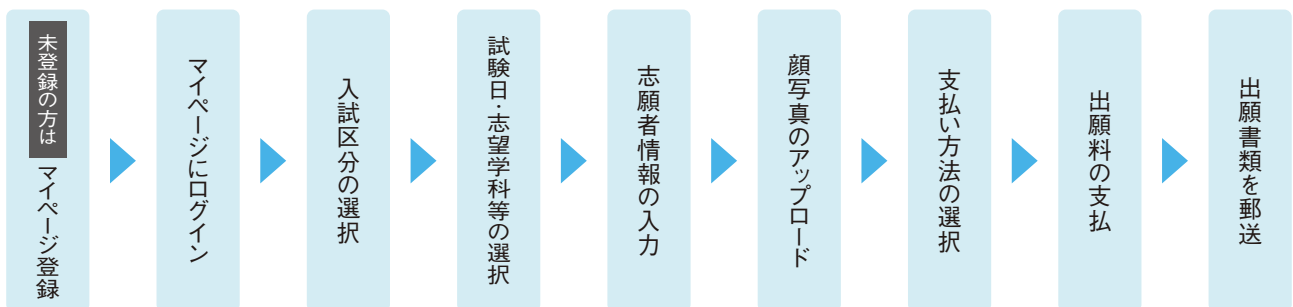 未登録の方は
マイページ登録
マイページにログイン
入試区分の選択
試験日・志望学科等の選択
志願者情報の入力
顔写真のアップロード
支払い方法の選択
出願料の支払
出願書類を郵送